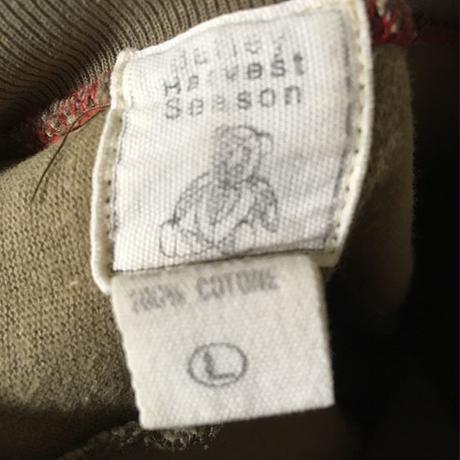 Harvest
Season
100% COTONE
L